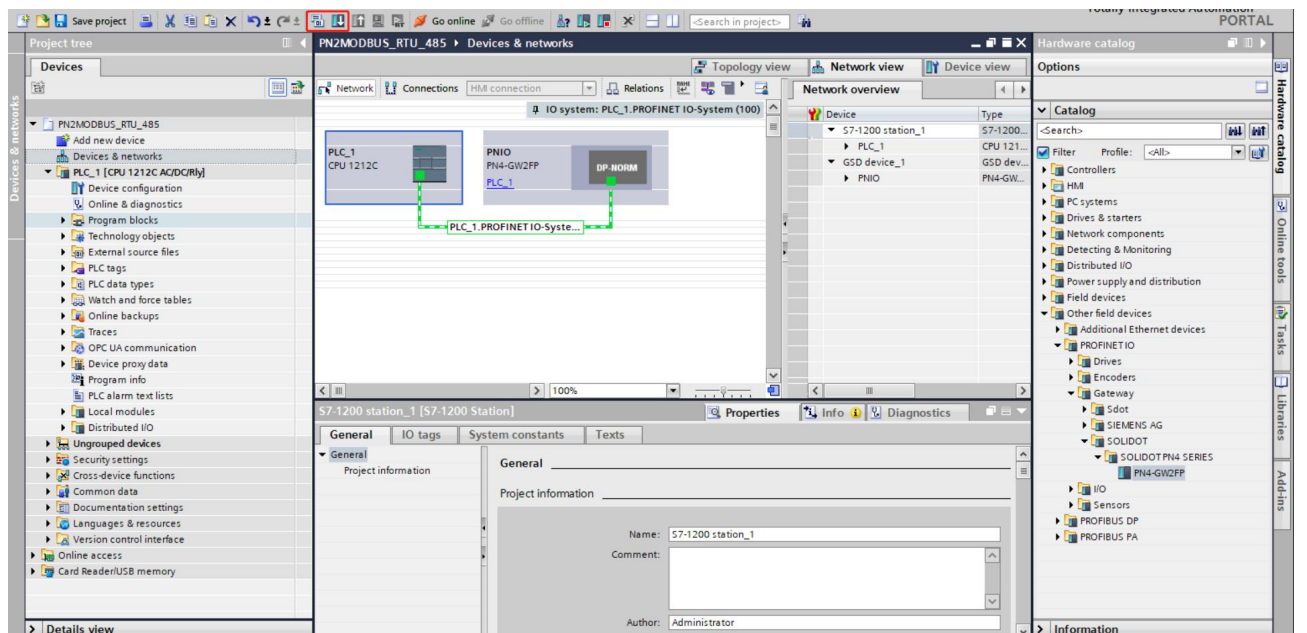 Totally Integrated Automation
PORTAL
Save project
Go online
Go offline
<Search in project>
Project tree
PN2MODBUS_RTU_485 ▸ Devices & networks
Hardware catalog
Devices
Topology view
Network view
Device view
Options
Network
Connections
HMI connection
Relations
Network overview
IO system: PLC_1.PROFINET IO-System (100)
Devices & networks
PN2MODBUS_RTU_485
Add new device
Devices & networks
PLC_1 [CPU 1212C AC/DC/Rly]
Device configuration
Online & diagnostics
Program blocks
Technology objects
External source files
PLC tags
PLC data types
Watch and force tables
Online backups
Traces
OPC UA communication
Device proxy data
Program info
PLC alarm text lists
Local modules
Distributed I/O
Ungrouped devices
Security settings
Cross-device functions
Common data
Documentation settings
Languages & resources
Version control interface
Online access
Card Reader/USB memory
Details view
PLC_1
CPU 1212C
PNIO
PN4-GW2FP
PLC_1
DP-NORM
PLC_1.PROFINET IO-Syste...
100%
Device
Type
S7-1200 station_1
S7-1200...
PLC_1
CPU 121...
GSD device_1
GSD dev...
PNIO
PN4-GW...
S7-1200 station_1 [S7-1200 Station]
Properties
Info
Diagnostics
General
IO tags
System constants
Texts
General
Project information
General
Project information
Name: S7-1200 station_1
Comment:
Author: Administrator
Catalog
<Search>
Filter
Profile: <All>
Controllers
HMI
PC systems
Drives & starters
Network components
Detecting & Monitoring
Distributed I/O
Power supply and distribution
Field devices
Other field devices
Additional Ethernet devices
PROFINET IO
Drives
Encoders
Gateway
Sdot
SIEMENS AG
SOLIDOT
SOLIDOT PN4 SERIES
PN4-GW2FP
I/O
Sensors
PROFIBUS DP
PROFIBUS PA
Information
Hardware catalog
Online tools
Tasks
Libraries
Add-ins